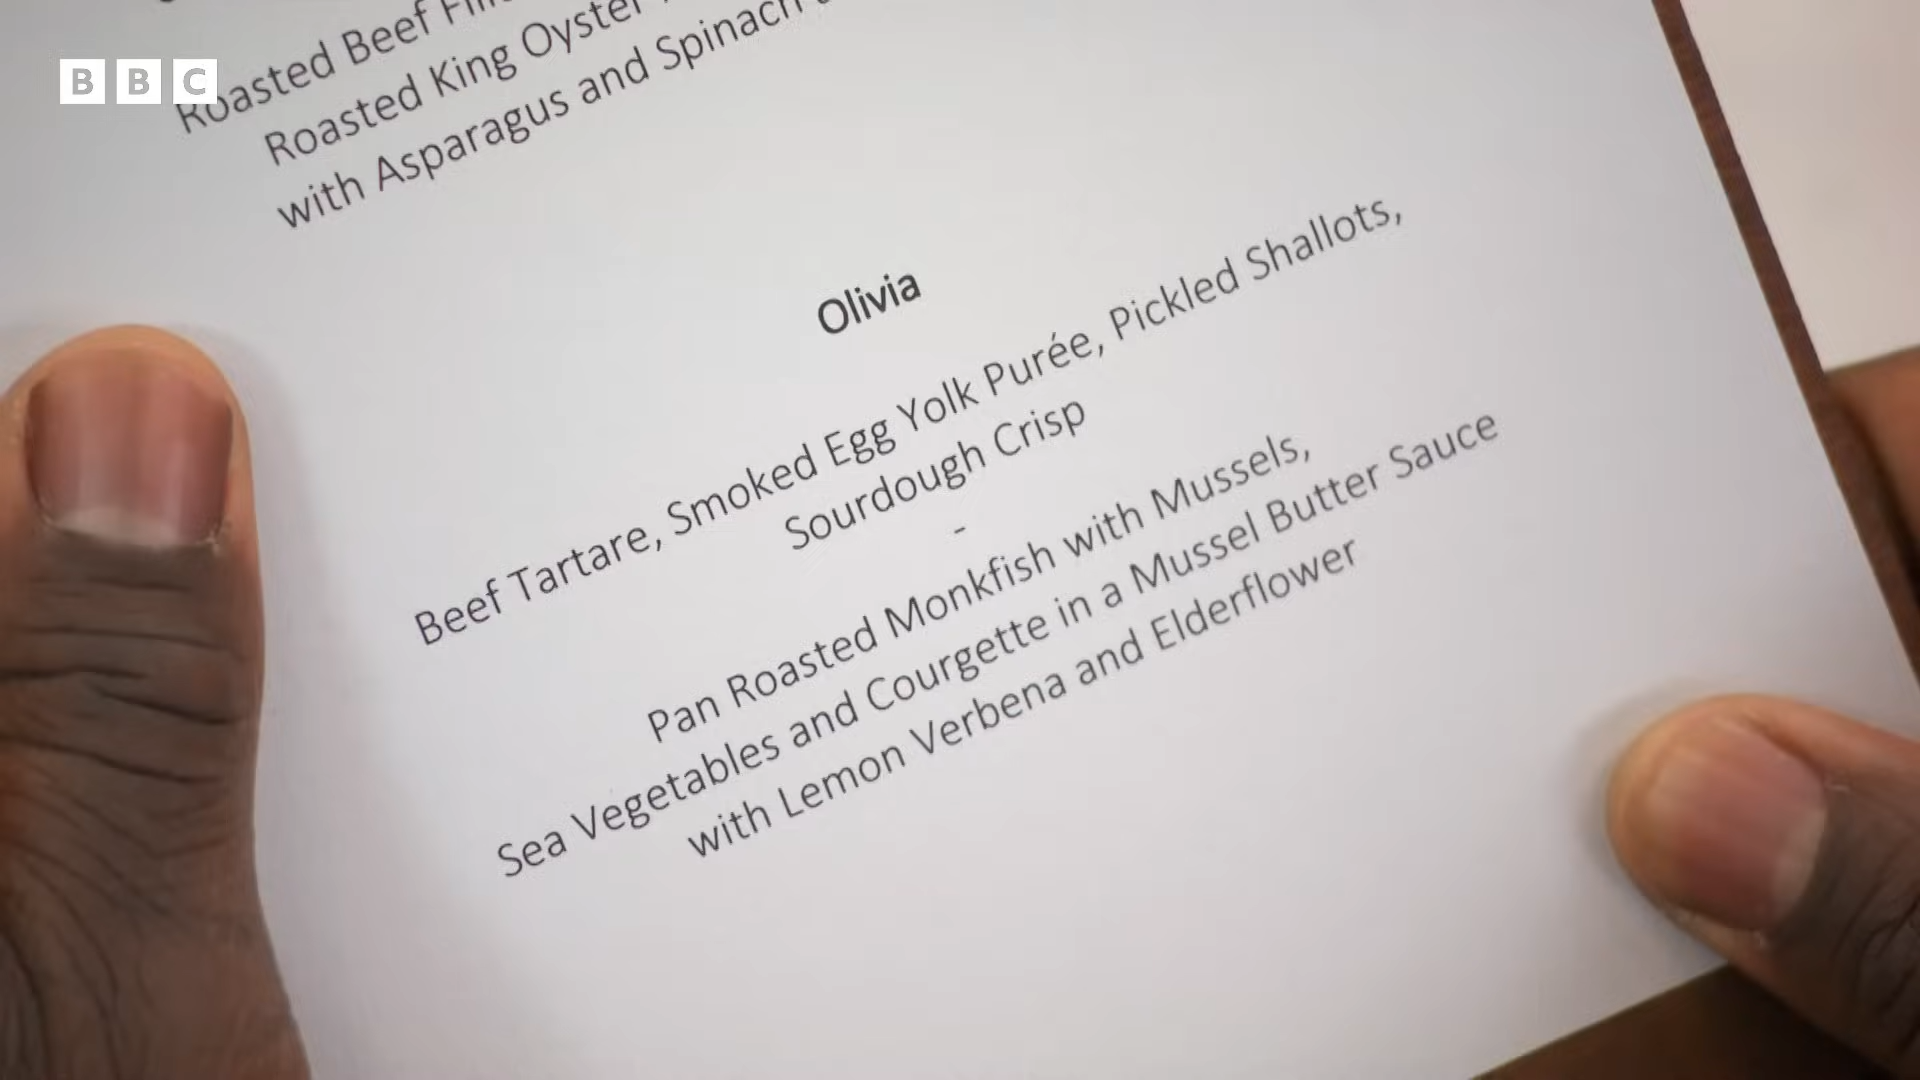 BBC
Roasted Beef
Roasted King Oyster
with Asparagus and Spinach
Olivia
Beef Tartare, Smoked Egg Yolk Purée, Pickled Shallots,
Sourdough Crisp
-
Pan Roasted Monkfish with Mussels,
Sea Vegetables and Courgette in a Mussel Butter Sauce
with Lemon Verbena and Elderflower